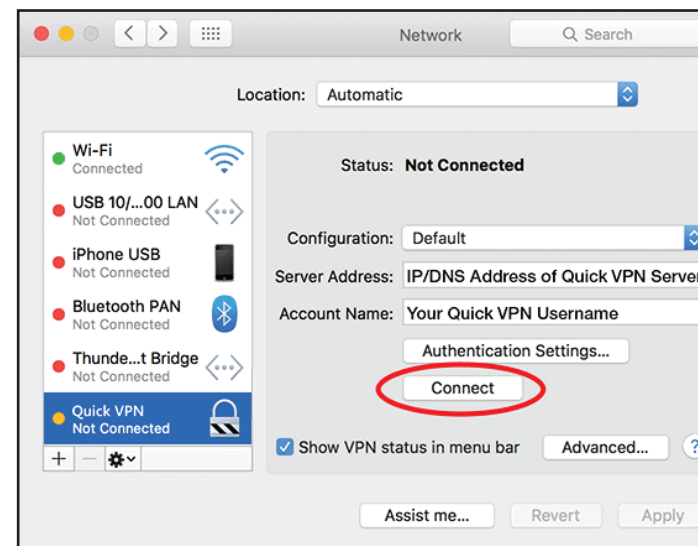 Network
Search
Location: Automatic
Wi-Fi
Connected
USB 10/...00 LAN
Not Connected
iPhone USB
Not Connected
Bluetooth PAN
Not Connected
Thunde...t Bridge
Not Connected
Quick VPN
Not Connected
Status: Not Connected
Configuration: Default
Server Address: IP/DNS Address of Quick VPN Server
Account Name: Your Quick VPN Username
Authentication Settings...
Connect
Show VPN status in menu bar
Advanced...
?
Assist me...
Revert
Apply